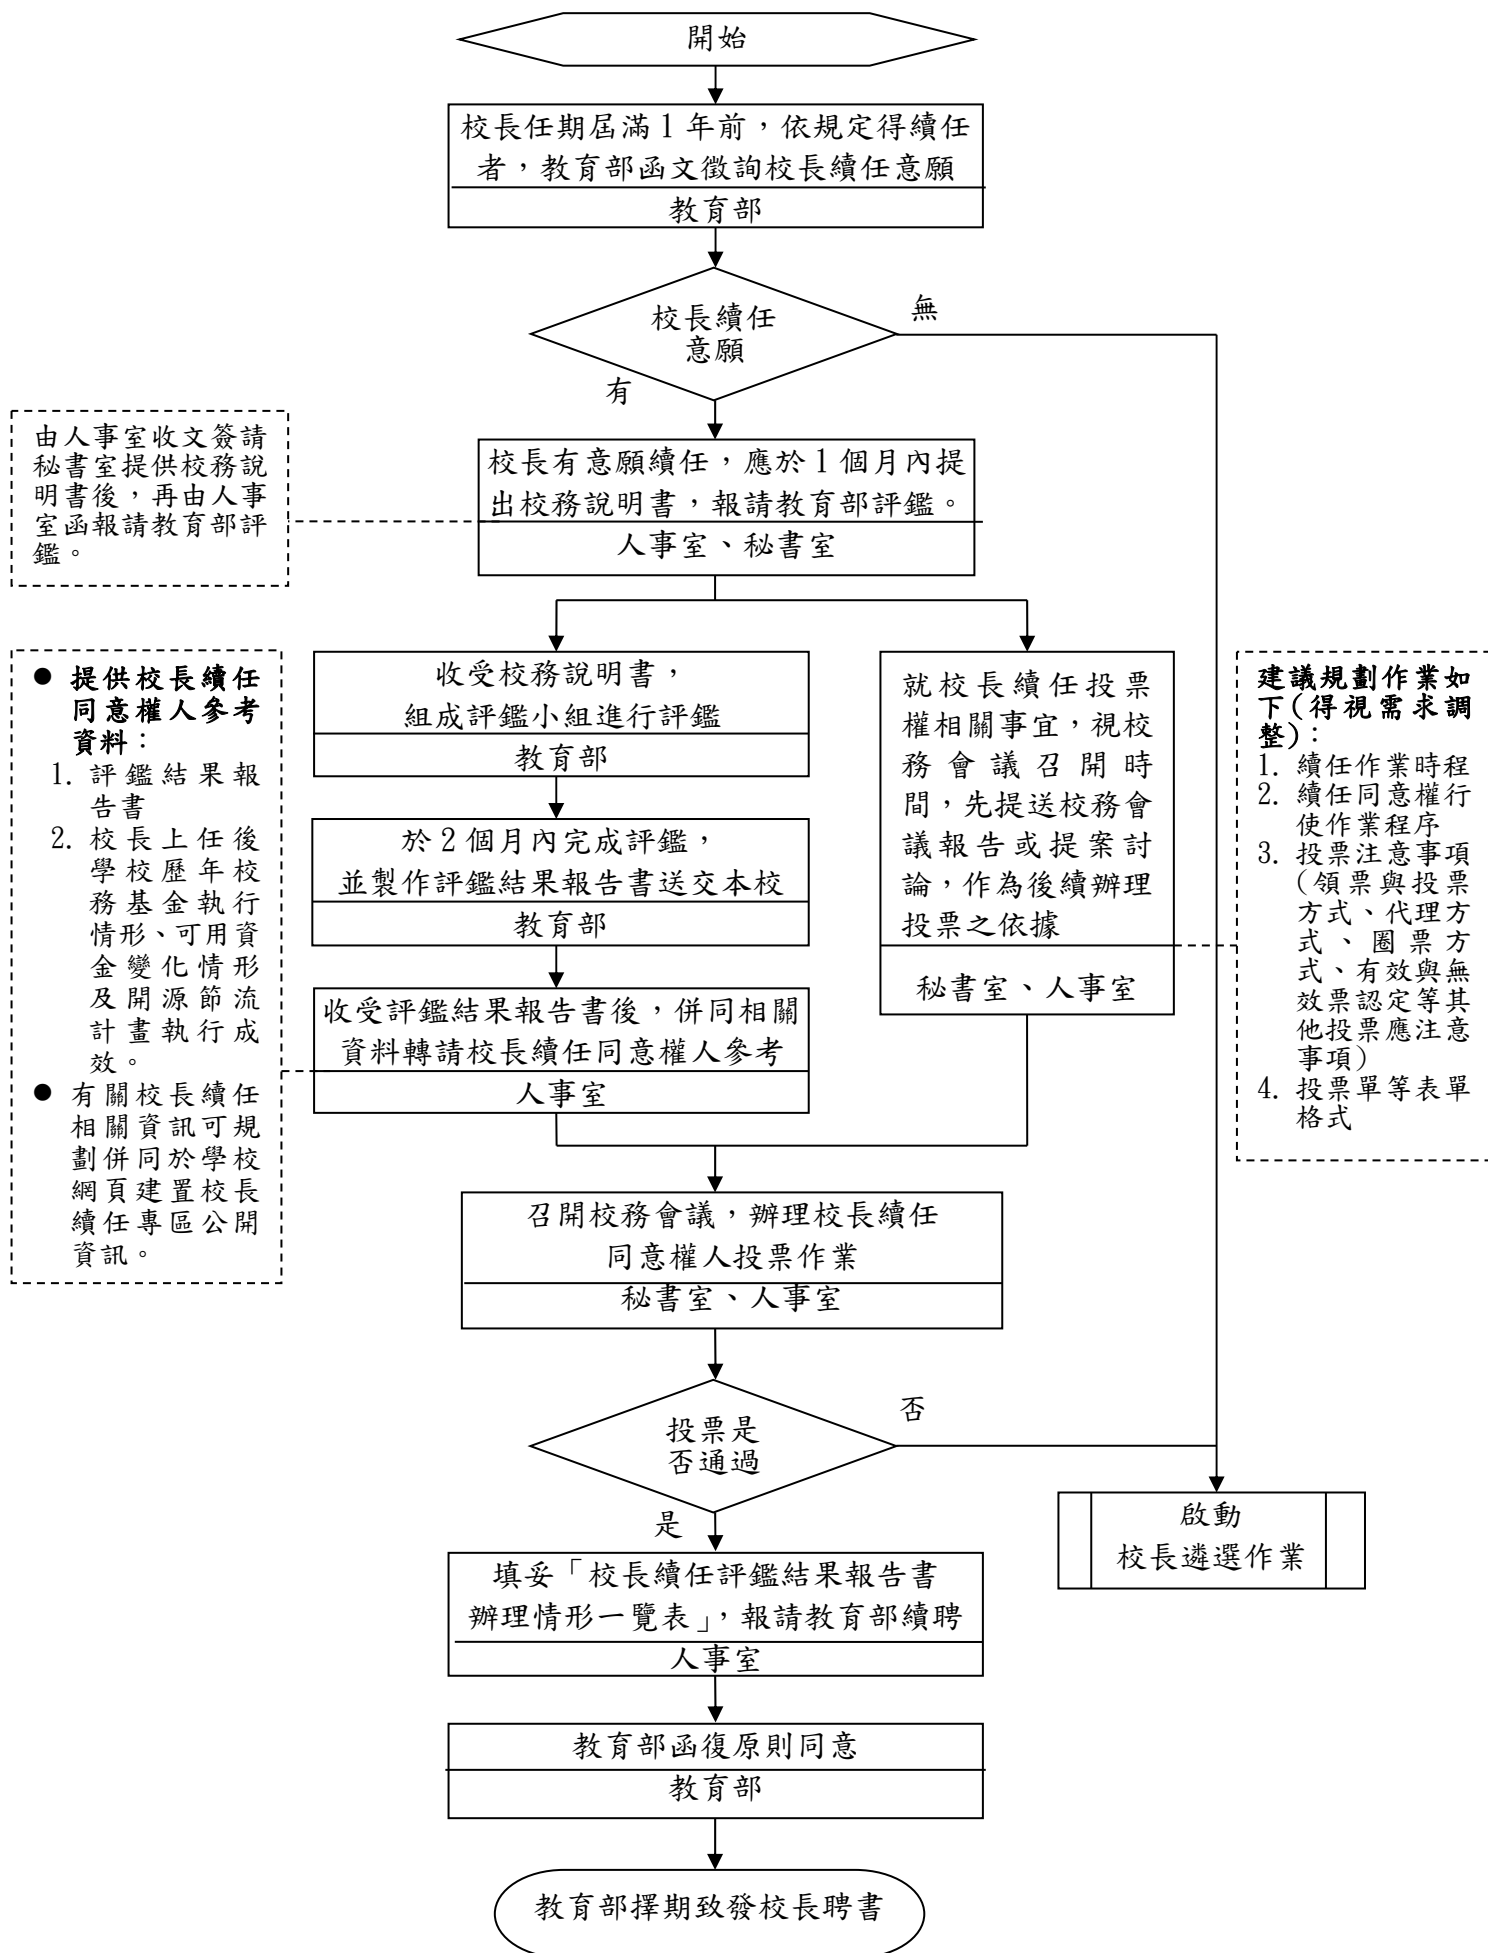 開始
校長任期屆滿1年前，依規定得續任
者，教育部函文徵詢校長續任意願
教育部
校長續任
意願
無
有
由人事室收文簽請
秘書室提供校務說
明書後，再由人事
室函報請教育部評
鑑。
校長有意願續任，應於1個月內提
出校務說明書，報請教育部評鑑。
人事室、秘書室
收受校務說明書，
組成評鑑小組進行評鑑
教育部
於2個月內完成評鑑，
並製作評鑑結果報告書送交本校
教育部
收受評鑑結果報告書後，併同相關
資料轉請校長續任同意權人參考
人事室
就校長續任投票
權相關事宜，視校
務會議召開時
間，先提送校務會
議報告或提案討
論，作為後續辦理
投票之依據
秘書室、人事室
● 提供校長續任
同意權人參考
資料：
1. 評鑑結果報
告書
2. 校長上任後
學校歷年校
務基金執行
情形、可用資
金變化情形
及開源節流
計畫執行成
效。
● 有關校長續任
相關資訊可規
劃併同於學校
網頁建置校長
續任專區公開
資訊。
建議規劃作業如
下(得視需求調
整)：
1. 續任作業時程
2. 續任同意權行
使作業程序
3. 投票注意事項
(領票與投票
方式、代理方
式、圈票方
式、有效與無
效票認定等其
他投票應注意
事項)
4. 投票單等表單
格式
召開校務會議，辦理校長續任
同意權人投票作業
秘書室、人事室
投票是
否通過
否
是
啟動
校長遴選作業
填妥「校長續任評鑑結果報告書
辦理情形一覽表」，報請教育部續聘
人事室
教育部函復原則同意
教育部
教育部擇期致發校長聘書